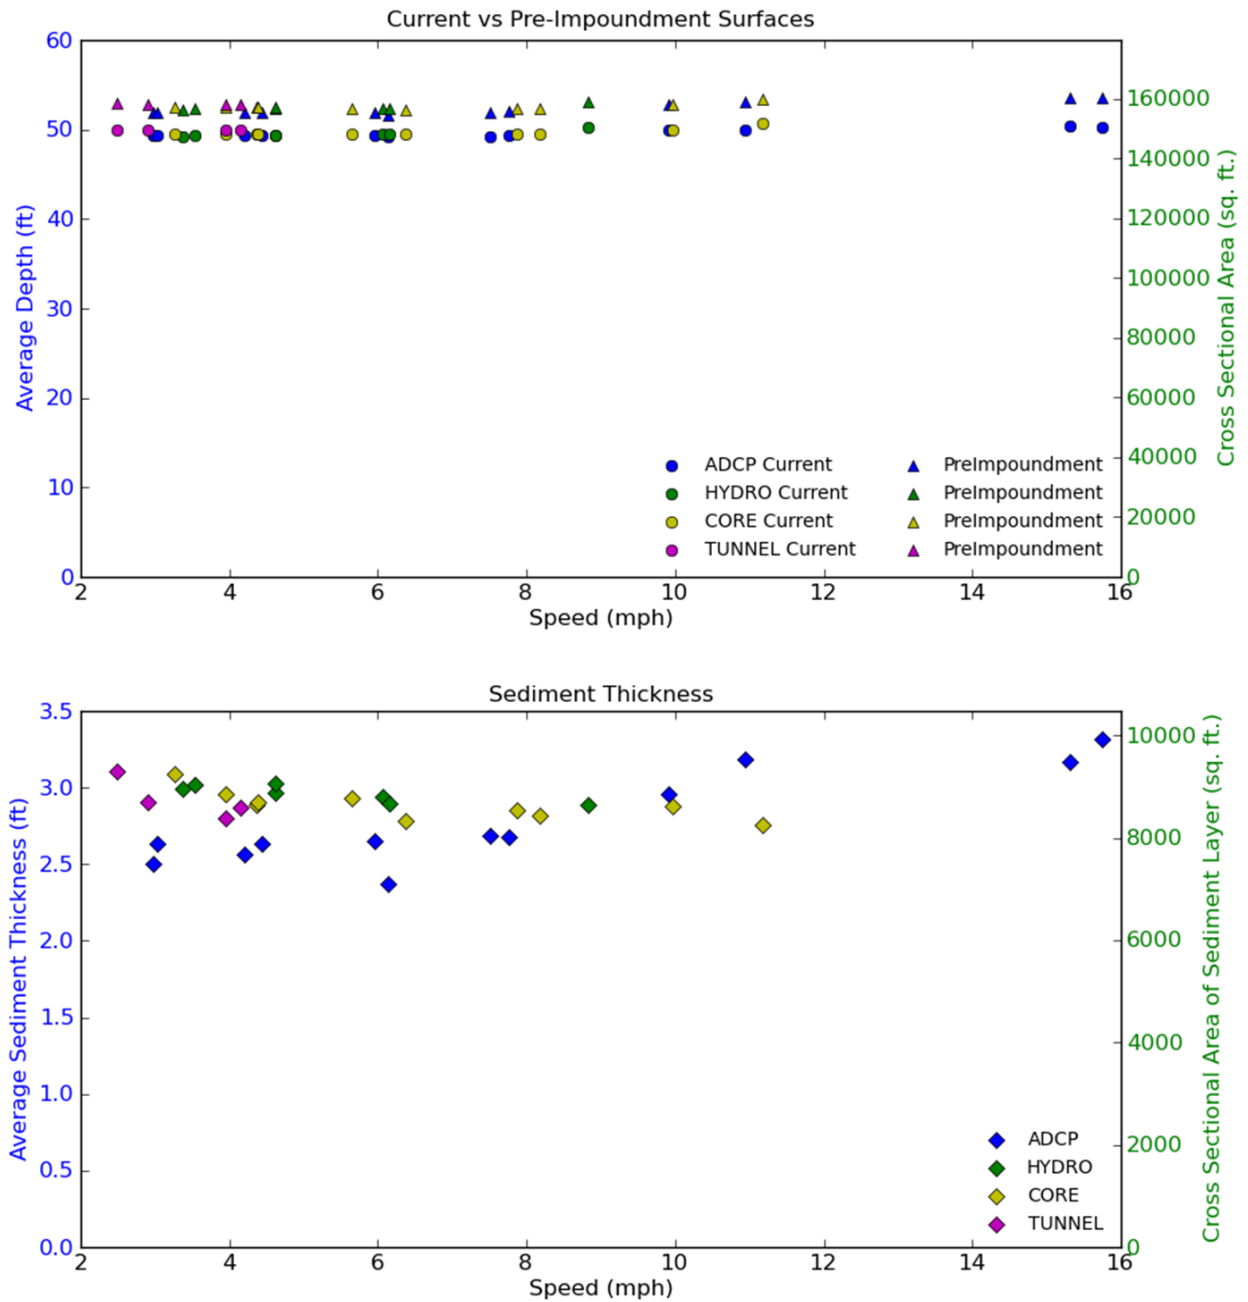 Current vs Pre-Impoundment Surfaces
60
50
40
30
20
10
0
Average Depth (ft)
160000
140000
120000
100000
80000
60000
40000
20000
0
Cross Sectional Area (sq. ft.)
ADCP Current
HYDRO Current
CORE Current
TUNNEL Current
PreImpoundment
PreImpoundment
PreImpoundment
PreImpoundment
2 4 6 8 10 12 14 16
Speed (mph)
Sediment Thickness
3.5
3.0
2.5
2.0
1.5
1.0
0.5
0.0
Average Sediment Thickness (ft)
10000
8000
6000
4000
2000
0
Cross Sectional Area of Sediment Layer (sq. ft.)
ADCP
HYDRO
CORE
TUNNEL
2 4 6 8 10 12 14 16
Speed (mph)